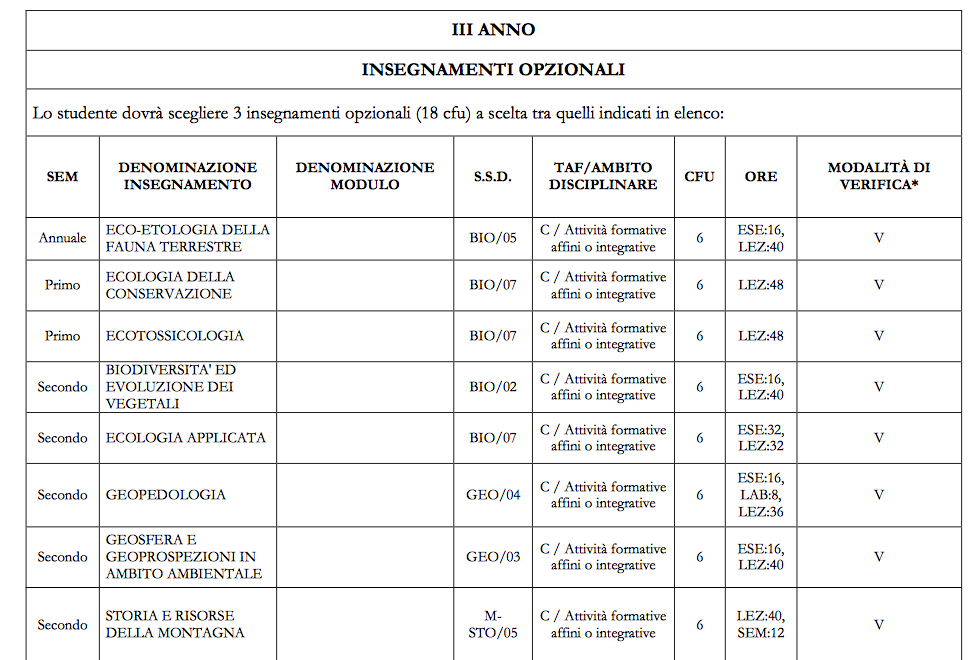 III ANNO
INSEGNAMENTI OPZIONALI
Lo studente dovrà scegliere 3 insegnamenti opzionali (18 cfu) a scelta tra quelli indicati in elenco:
SEM
DENOMINAZIONE
INSEGNAMENTO
DENOMINAZIONE
MODULO
S.S.D.
TAF/AMBITO
DISCIPLINARE
CFU
ORE
MODALITÀ DI
VERIFICA*
Annuale
ECO-ETOLOGIA DELLA
FAUNA TERRESTRE
BIO/05
C / Attività formative
affini o integrative
6
ESE:16,
LEZ:40
V
Primo
ECOLOGIA DELLA
CONSERVAZIONE
BIO/07
C / Attività formative
affini o integrative
6
LEZ:48
V
Primo
ECOTOSSICOLOGIA
BIO/07
C / Attività formative
affini o integrative
6
LEZ:48
V
Secondo
BIODIVERSITA' ED
EVOLUZIONE DEI
VEGETALI
BIO/02
C / Attività formative
affini o integrative
6
ESE:16,
LEZ:40
V
Secondo
ECOLOGIA APPLICATA
BIO/07
C / Attività formative
affini o integrative
6
ESE:32,
LEZ:32
V
Secondo
GEOPEDOLOGIA
GEO/04
C / Attività formative
affini o integrative
6
ESE:16,
LAB:8,
LEZ:36
V
Secondo
GEOSFERA E
GEOPROSPEZIONI IN
AMBITO AMBIENTALE
GEO/03
C / Attività formative
affini o integrative
6
ESE:16,
LEZ:40
V
Secondo
STORIA E RISORSE
DELLA MONTAGNA
M-
STO/05
C / Attività formative
affini o integrative
6
LEZ:40,
SEM:12
V